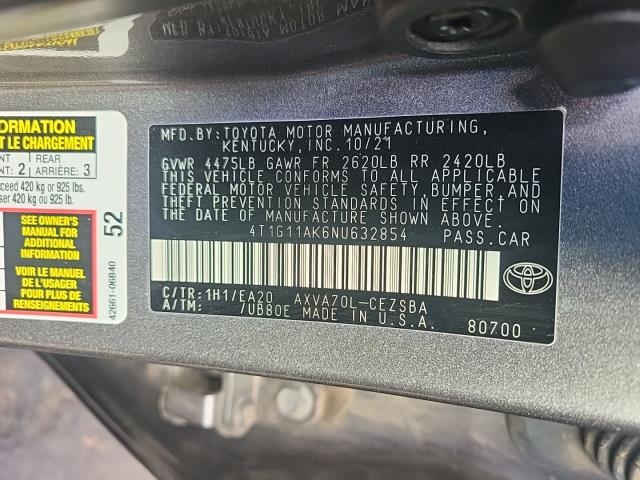 MFD.BY:TOYOTA MOTOR MANUFACTURING,
KENTUCKY, INC. 10/21
GVWR 4475LB GAWR FR 2620LB RR 2420LB
THIS VEHICLE CONFORMS TO ALL APPLICABLE
FEDERAL MOTOR VEHICLE SAFETY, BUMPER, AND
THEFT PREVENTION STANDARDS IN EFFECT ON
THE DATE OF MANUFACTURE SHOWN ABOVE.
4T1G11AK6NU632854 PASS.CAR
C/TR: 1H1/EA20 AXVA70L-CEZSBA
A/TM: /UB80E MADE IN U.S.A. 80700
TOYOTA
ORMATION
T LE CHARGEMENT
NT 2 REAR
ARRIÈRE 3
xceed 420 kg or 925 lbs.
420 kg ou 925 lb.
SEE OWNER'S
MANUAL FOR
ADDITIONAL
INFORMATION
VOIR LE MANUEL
DE L'USAGER
POUR PLUS DE
RENSEIGNEMENTS
52
42661-06B40